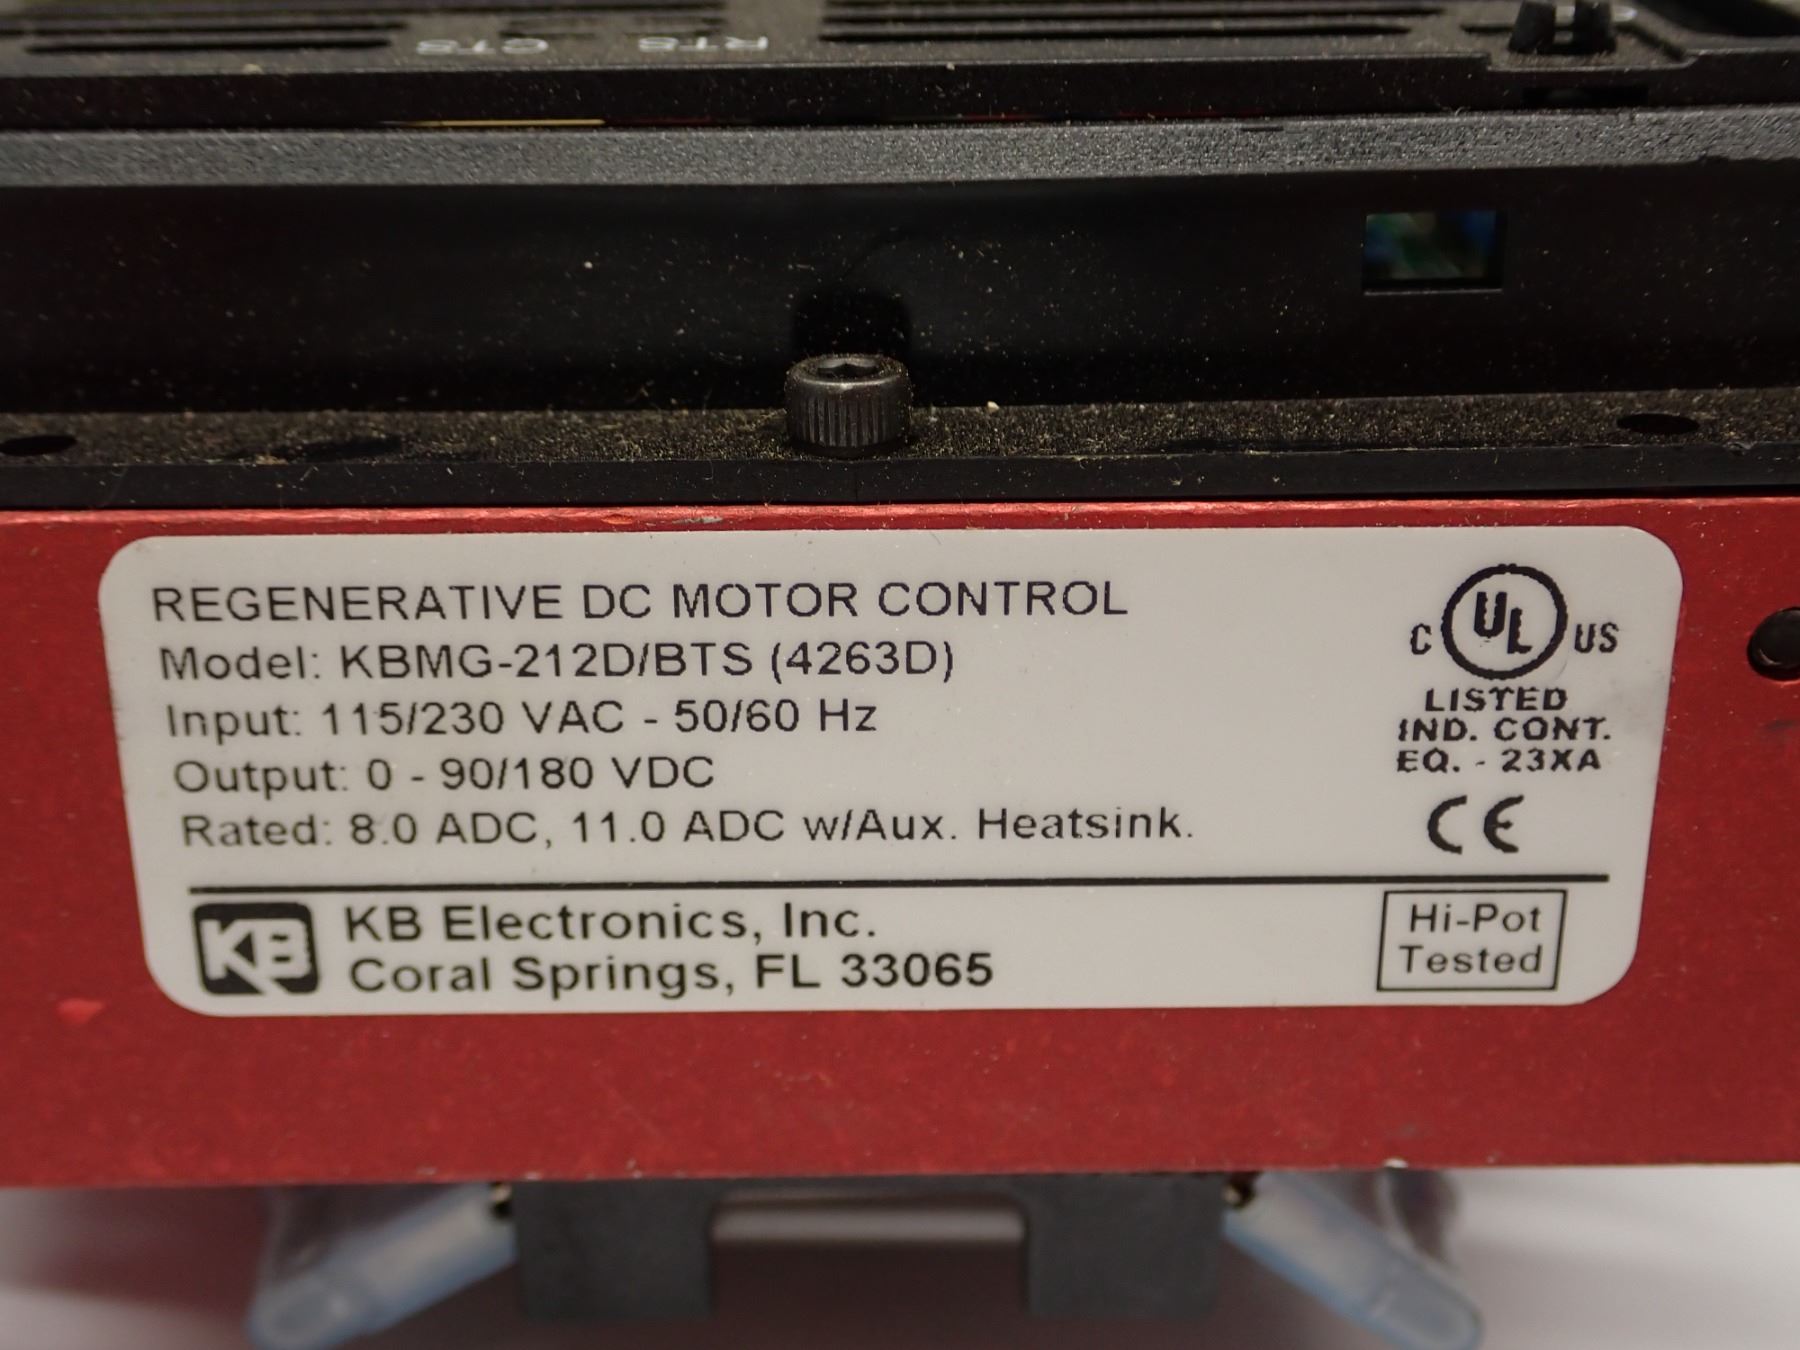 CTS RTS
REGENERATIVE DC MOTOR CONTROL
Model: KBMG-212D/BTS (4263D)
Input: 115/230 VAC - 50/60 Hz
Output: 0 - 90/180 VDC
Rated: 8.0 ADC, 11.0 ADC w/Aux. Heatsink.
C UL US
LISTED
IND. CONT.
EQ. - 23XA
CE
KB
KB Electronics, Inc.
Coral Springs, FL 33065
Hi-Pot
Tested